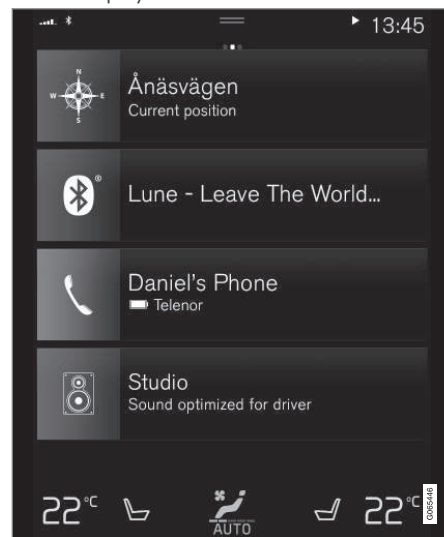 13:45
N
W E
S
Ånäsvägen
Current position
Lune - Leave The World...
Daniel's Phone
Telenor
Studio
Sound optimized for driver
22°C AUTO 22°C
G065446